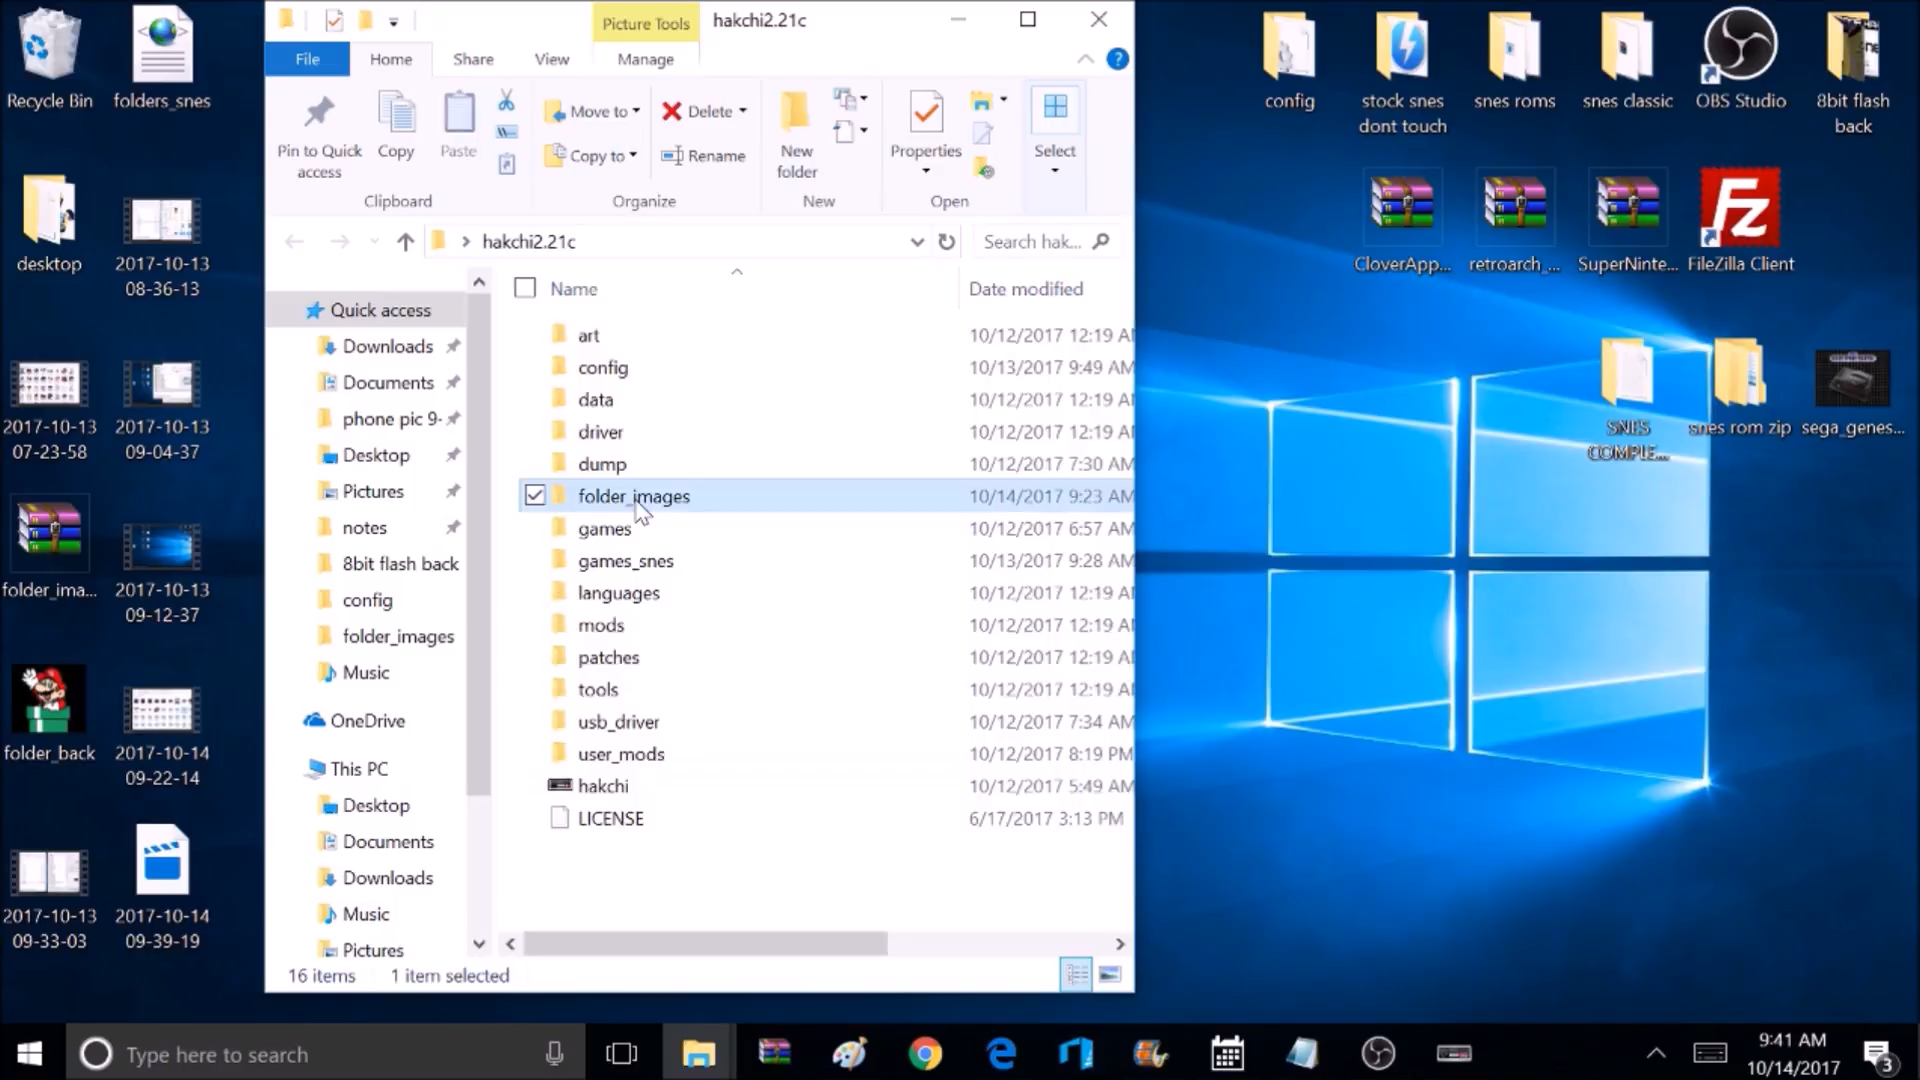 Recycle Bin
folders_snes
desktop
2017-10-13
08-36-13
2017-10-13
07-23-58
2017-10-13
09-04-37
folder_ima...
2017-10-13
09-12-37
folder_back
2017-10-14
09-22-14
2017-10-13
09-33-03
2017-10-14
09-39-19
Picture Tools
hakchi2.21c
File
Home
Share
View
Manage
Pin to Quick
access
Copy
Paste
Clipboard
Move to
Copy to
Delete
Rename
Organize
New
folder
New
Properties
Open
Select
hakchi2.21c
Search hak...
Quick access
Downloads
Documents
phone pic 9-
Desktop
Pictures
notes
8bit flash back
config
folder_images
Music
OneDrive
This PC
Desktop
Documents
Downloads
Music
Pictures
Name Date modified
art 10/12/2017 12:19 AM
config 10/13/2017 9:49 AM
data 10/12/2017 12:19 AM
driver 10/12/2017 12:19 AM
dump 10/12/2017 7:30 AM
folder_images 10/14/2017 9:23 AM
games 10/12/2017 6:57 AM
games_snes 10/13/2017 9:28 AM
languages 10/12/2017 12:19 AM
mods 10/12/2017 12:19 AM
patches 10/12/2017 12:19 AM
tools 10/12/2017 12:19 AM
usb_driver 10/12/2017 7:34 AM
user_mods 10/12/2017 8:19 PM
hakchi 10/12/2017 5:49 AM
LICENSE 6/17/2017 3:13 PM
16 items 1 item selected
config
stock snes
dont touch
snes roms
snes classic
OBS Studio
8bit flash
back
CloverApp...
retroarch_...
SuperNinte...
FileZilla Client
SNES
COMPLE...
snes rom zip
sega_genes...
Type here to search
9:41 AM
10/14/2017
3